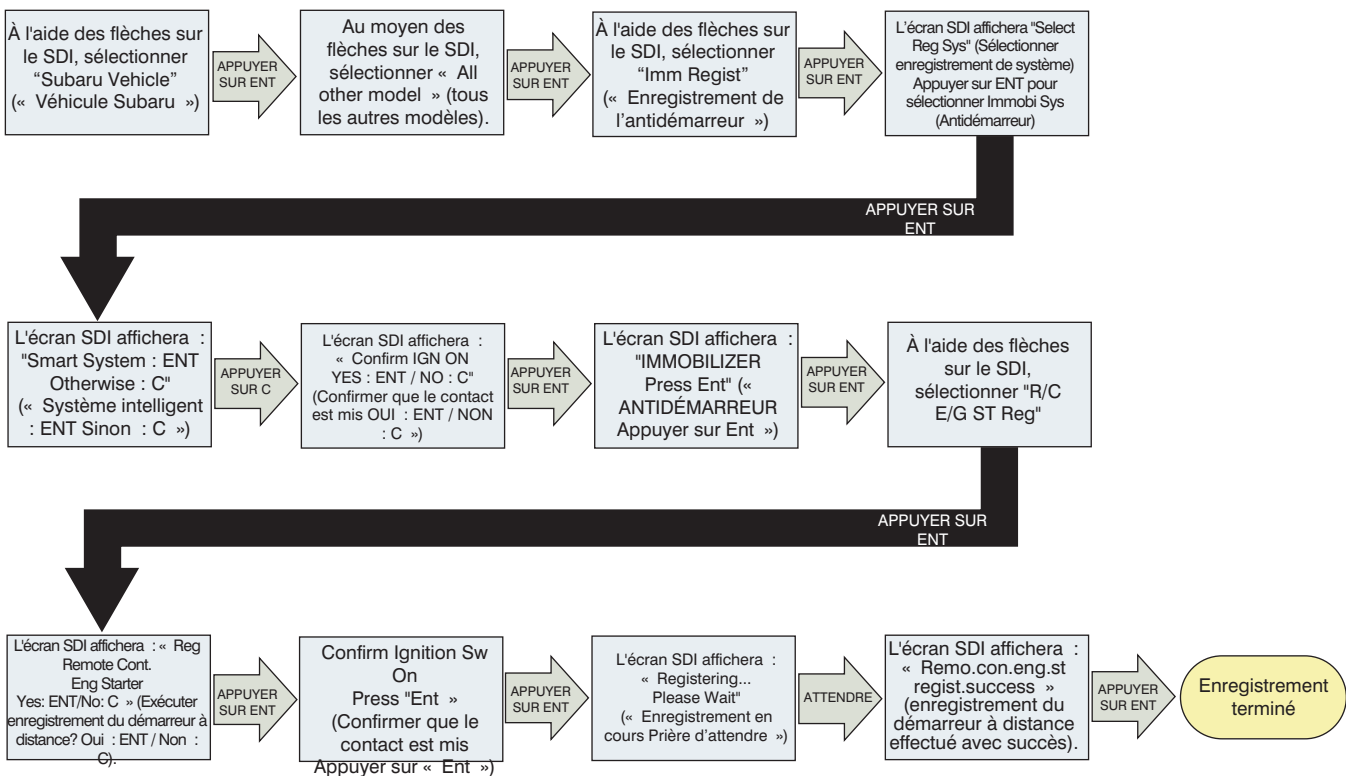 À l'aide des flèches sur
le SDI, sélectionner
“Subaru Vehicle”
(«  Véhicule Subaru  »)
APPUYER
SUR ENT
Au moyen des
flèches sur le SDI,
sélectionner «  All
other model  » (tous
les autres modèles).
APPUYER
SUR ENT
À l'aide des flèches sur
le SDI, sélectionner
“Imm Regist”
(«  Enregistrement de
l’antidémarreur  »)
APPUYER
SUR ENT
L’écran SDI affichera "Select
Reg Sys" (Sélectionner
enregistrement de système)
Appuyer sur ENT pour
sélectionner Immobi Sys
(Antidémarreur)
APPUYER SUR
ENT
L'écran SDI affichera  :
"Smart System : ENT
Otherwise : C"
(«  Système intelligent
: ENT Sinon  : C  »)
APPUYER
SUR C
L'écran SDI affichera  :
«  Confirm IGN ON
YES : ENT / NO : C"
(Confirmer que le contact
est mis OUI  : ENT / NON
: C  »)
APPUYER
SUR ENT
L'écran SDI affichera  :
"IMMOBILIZER
Press Ent" («
ANTIDÉMARREUR
Appuyer sur Ent  »)
APPUYER
SUR ENT
À l'aide des flèches
sur le SDI,
sélectionner "R/C
E/G ST Reg"
APPUYER SUR
ENT
L'écran SDI affichera  : «  Reg
Remote Cont.
Eng Starter
Yes: ENT/No: C  » (Exécuter
enregistrement du démarreur à
distance? Oui  : ENT / Non  :
C).
APPUYER
SUR ENT
Confirm Ignition Sw
On
Press "Ent  »
(Confirmer que le
contact est mis
Appuyer sur «  Ent  »)
APPUYER
SUR ENT
L'écran SDI affichera  :
«  Registering...
Please Wait"
(«  Enregistrement en
cours Prière d’attendre  »)
ATTENDRE
L'écran SDI affichera  :
«  Remo.con.eng.st
regist.success  »
(enregistrement du
démarreur à distance
effectué avec succès).
APPUYER
SUR ENT
Enregistrement
terminé